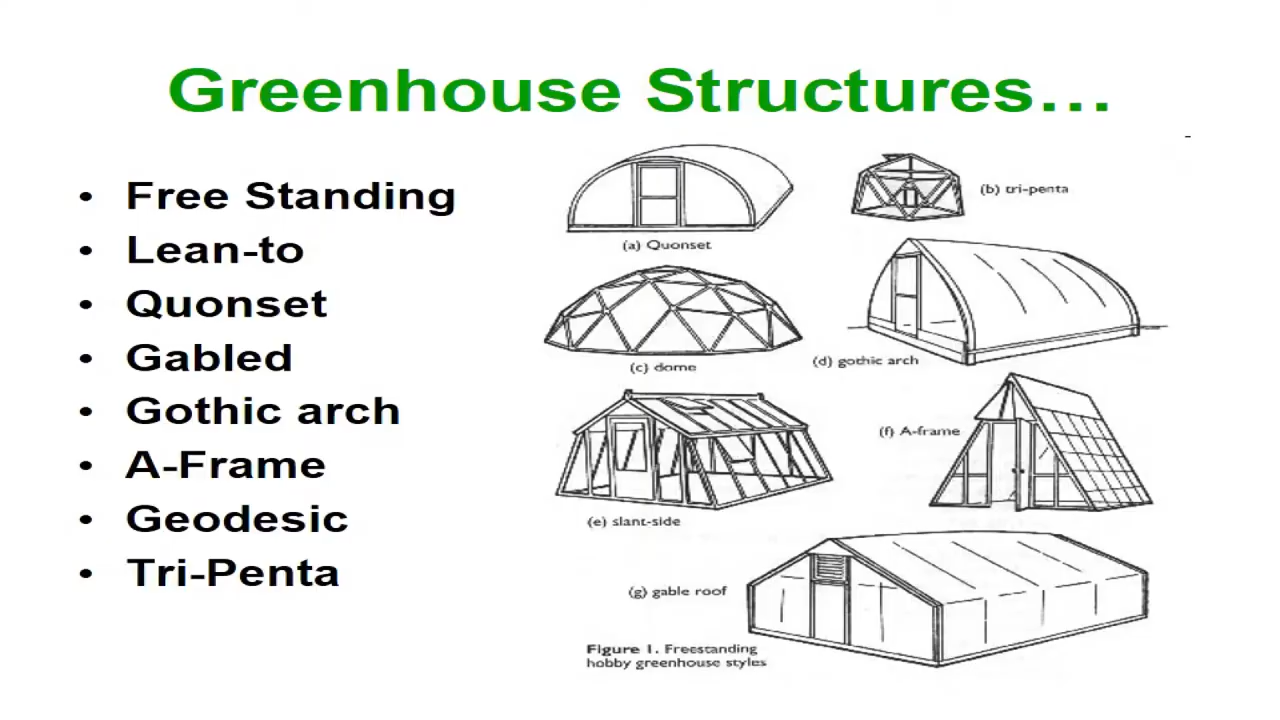 Greenhouse Structures…
• Free Standing
• Lean-to
• Quonset
• Gabled
• Gothic arch
• A-Frame
• Geodesic
• Tri-Penta
(a) Quonset
(b) tri-penta
(c) dome
(d) gothic arch
(e) slant-side
(f) A-frame
(g) gable roof
Figure 1. Freestanding
hobby greenhouse styles